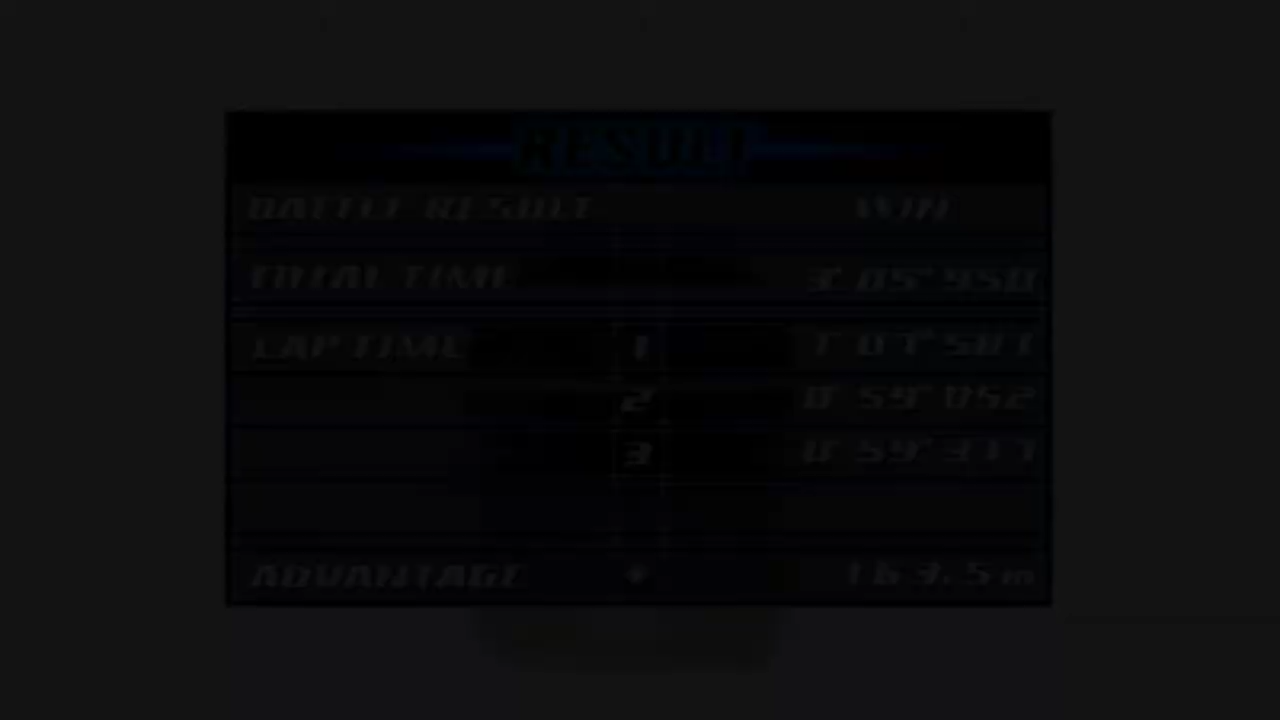 RESULT
BATTLE RESULT WIN
TOTAL TIME 3'05"950
LAP TIME 1 1'07"581
2 0'59"052
3 0'59"317
ADVANTAGE + 163.5m